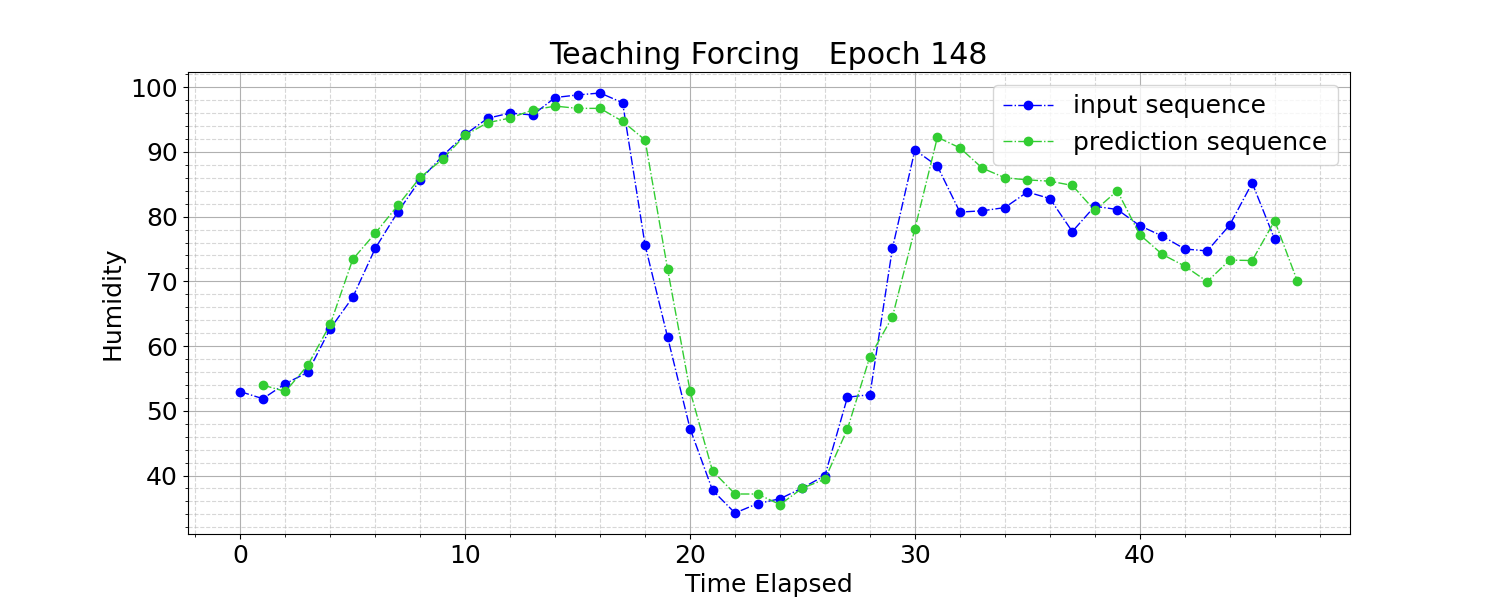 Teaching Forcing   Epoch 148
100
90
80
70
60
50
40
Humidity
input sequence
prediction sequence
0 10 20 30 40
Time Elapsed